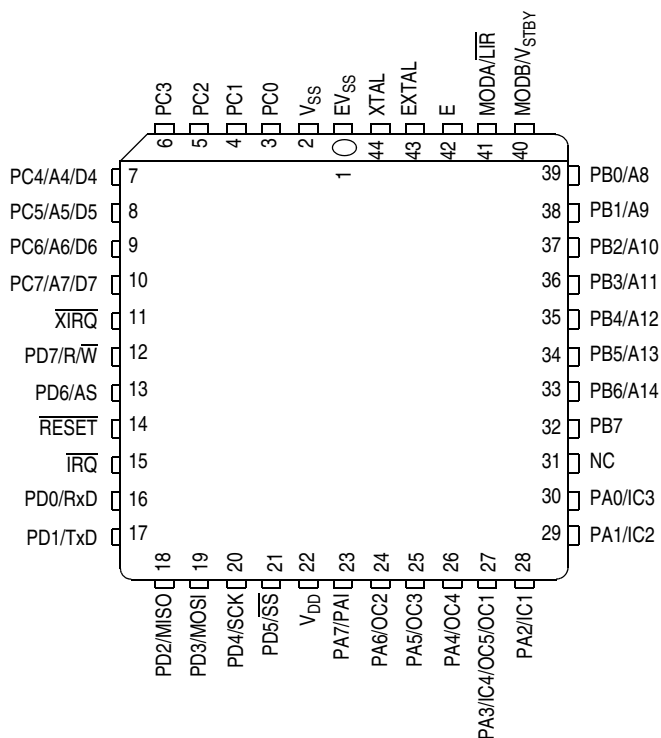 PC3
PC2
PC1
PC0
VSS
EVSS
XTAL
EXTAL
E
MODA/L̅I̅R̅
MODB/VSTBY
6
5
4
3
2
1
44
43
42
41
40
PC4/A4/D4 7
PC5/A5/D5 8
PC6/A6/D6 9
PC7/A7/D7 10
X̅I̅R̅Q̅ 11
PD7/R/W̅ 12
PD6/AS 13
R̅E̅S̅E̅T̅ 14
I̅R̅Q̅ 15
PD0/RxD 16
PD1/TxD 17
39 PB0/A8
38 PB1/A9
37 PB2/A10
36 PB3/A11
35 PB4/A12
34 PB5/A13
33 PB6/A14
32 PB7
31 NC
30 PA0/IC3
29 PA1/IC2
18
19
20
21
22
23
24
25
26
27
28
PD2/MISO
PD3/MOSI
PD4/SCK
PD5/S̅S̅
VDD
PA7/PAI
PA6/OC2
PA5/OC3
PA4/OC4
PA3/IC4/OC5/OC1
PA2/IC1